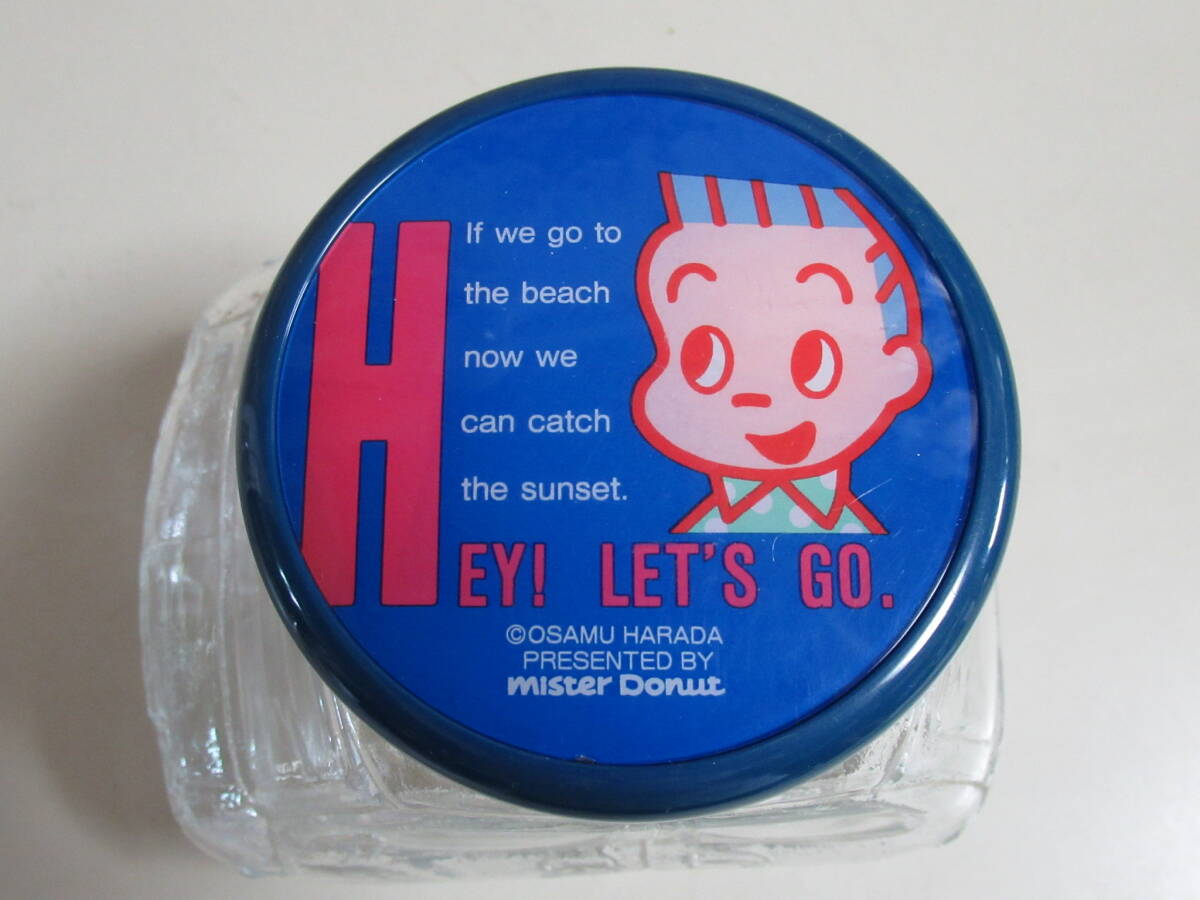 If we go to
the beach
now we
can catch
the sunset.
HEY! LET'S GO.
©OSAMU HARADA
PRESENTED BY
mister Donut